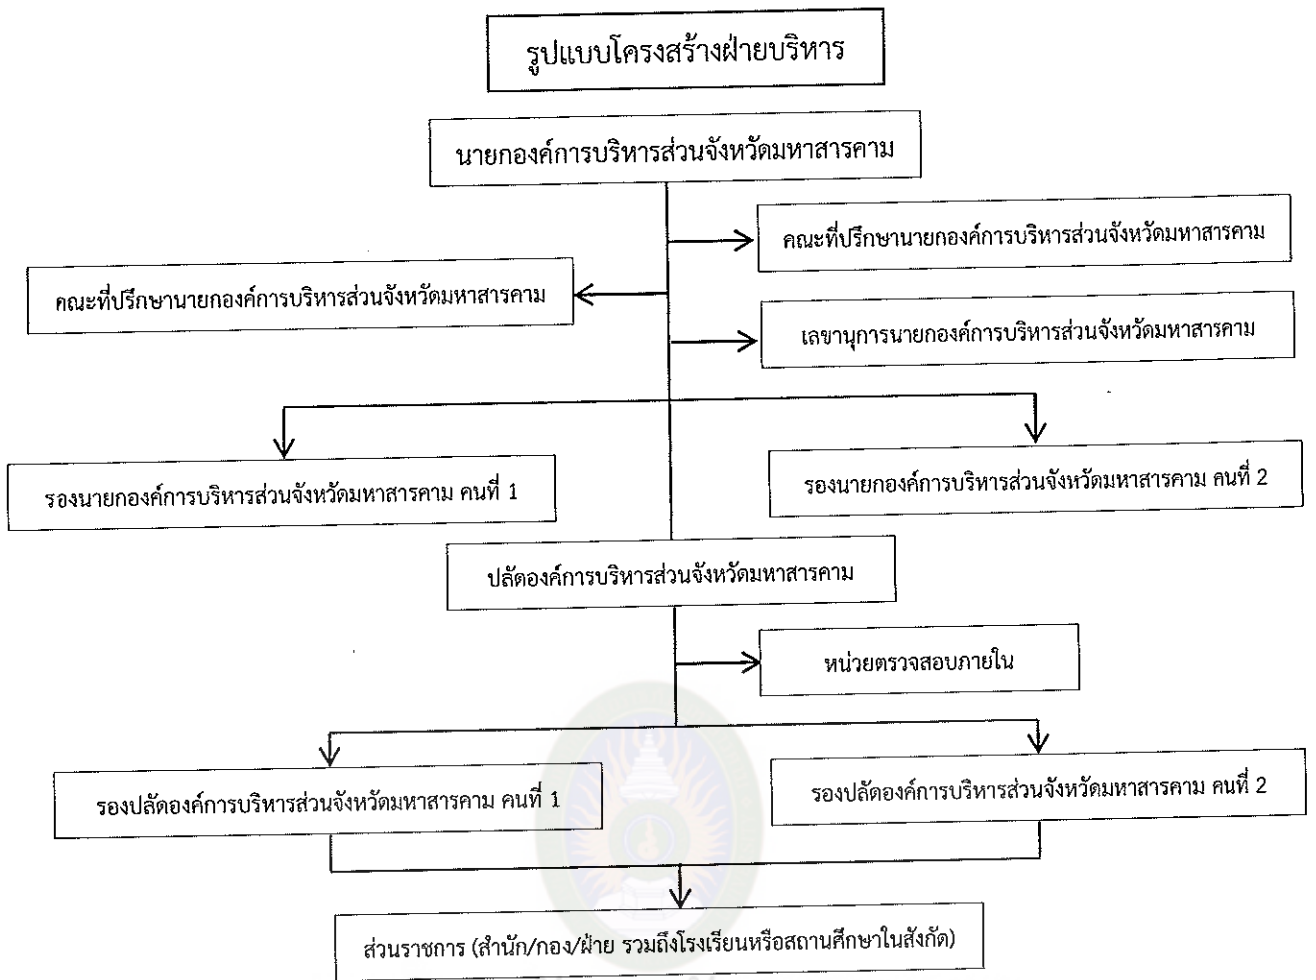 รูปแบบโครงสร้างฝ่ายบริหาร
นายกองค์การบริหารส่วนจังหวัดมหาสารคาม
คณะที่ปรึกษานายกองค์การบริหารส่วนจังหวัดมหาสารคาม
คณะที่ปรึกษานายกองค์การบริหารส่วนจังหวัดมหาสารคาม
เลขานุการนายกองค์การบริหารส่วนจังหวัดมหาสารคาม
รองนายกองค์การบริหารส่วนจังหวัดมหาสารคาม คนที่ 1
รองนายกองค์การบริหารส่วนจังหวัดมหาสารคาม คนที่ 2
ปลัดองค์การบริหารส่วนจังหวัดมหาสารคาม
หน่วยตรวจสอบภายใน
รองปลัดองค์การบริหารส่วนจังหวัดมหาสารคาม คนที่ 1
รองปลัดองค์การบริหารส่วนจังหวัดมหาสารคาม คนที่ 2
ส่วนราชการ (สำนัก/กอง/ฝ่าย รวมถึงโรงเรียนหรือสถานศึกษาในสังกัด)